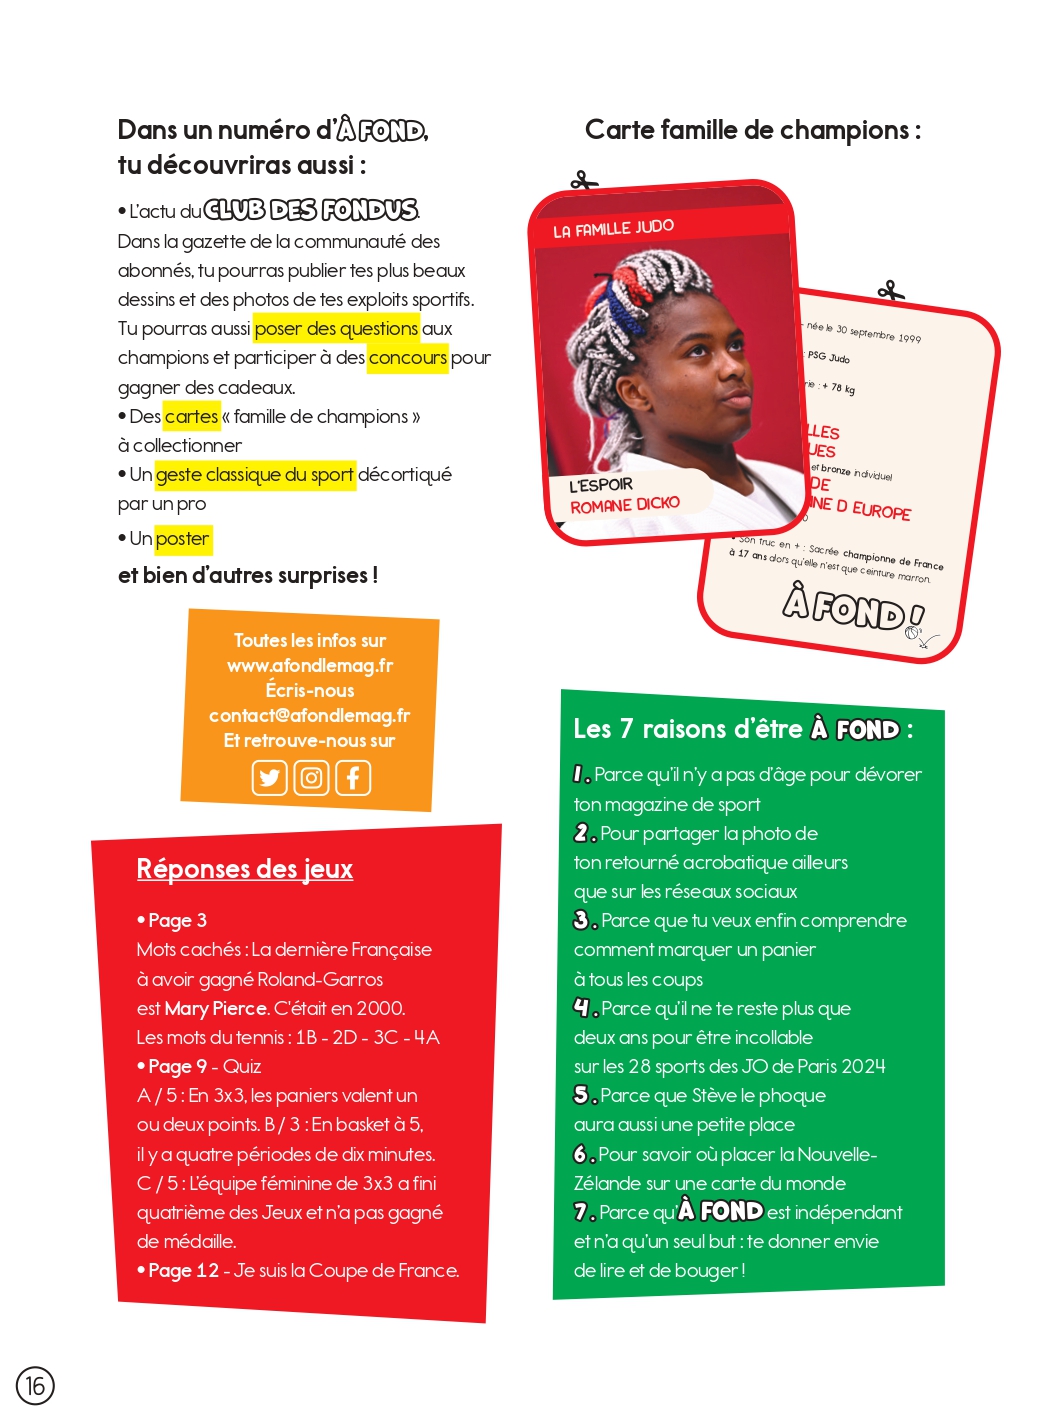 Dans un numéro d'À FOND,
tu découvriras aussi :
• L'actu du CLUB DES FONDUS.
Dans la gazette de la communauté des
abonnés, tu pourras publier tes plus beaux
dessins et des photos de tes exploits sportifs.
Tu pourras aussi poser des questions aux
champions et participer à des concours pour
gagner des cadeaux.
• Des cartes « famille de champions »
à collectionner
• Un geste classique du sport décortiqué
par un pro
• Un poster
et bien d'autres surprises !
Toutes les infos sur
www.afondlemag.fr
Écris-nous
contact@afondlemag.fr
Et retrouve-nous sur
Réponses des jeux
• Page 3
Mots cachés : La dernière Française
à avoir gagné Roland-Garros
est Mary Pierce. C'était en 2000.
Les mots du tennis : 1B - 2D - 3C - 4A
• Page 9 - Quiz
A / 5 : En 3x3, les paniers valent un
ou deux points. B / 3 : En basket à 5,
il y a quatre périodes de dix minutes.
C / 5 : L'équipe féminine de 3x3 a fini
quatrième des Jeux et n'a pas gagné
de médaille.
• Page 12 - Je suis la Coupe de France.
Carte famille de champions :
LA FAMILLE JUDO
L'ESPOIR
ROMANE DICKO
- née le 30 septembre 1999
: PSG Judo
rie : + 78 kg
LLES
UES
et bronze individuel
DE
NE D EUROPE
0
• Son truc en + : Sacrée championne de France
à 17 ans alors qu'elle n'est que ceinture marron.
À FOND !
Les 7 raisons d'être À FOND :
1. Parce qu'il n'y a pas d'âge pour dévorer
ton magazine de sport
2. Pour partager la photo de
ton retourné acrobatique ailleurs
que sur les réseaux sociaux
3. Parce que tu veux enfin comprendre
comment marquer un panier
à tous les coups
4. Parce qu'il ne te reste plus que
deux ans pour être incollable
sur les 28 sports des JO de Paris 2024
5. Parce que Stève le phoque
aura aussi une petite place
6. Pour savoir où placer la Nouvelle-
Zélande sur une carte du monde
7. Parce qu'À FOND est indépendant
et n'a qu'un seul but : te donner envie
de lire et de bouger !
16